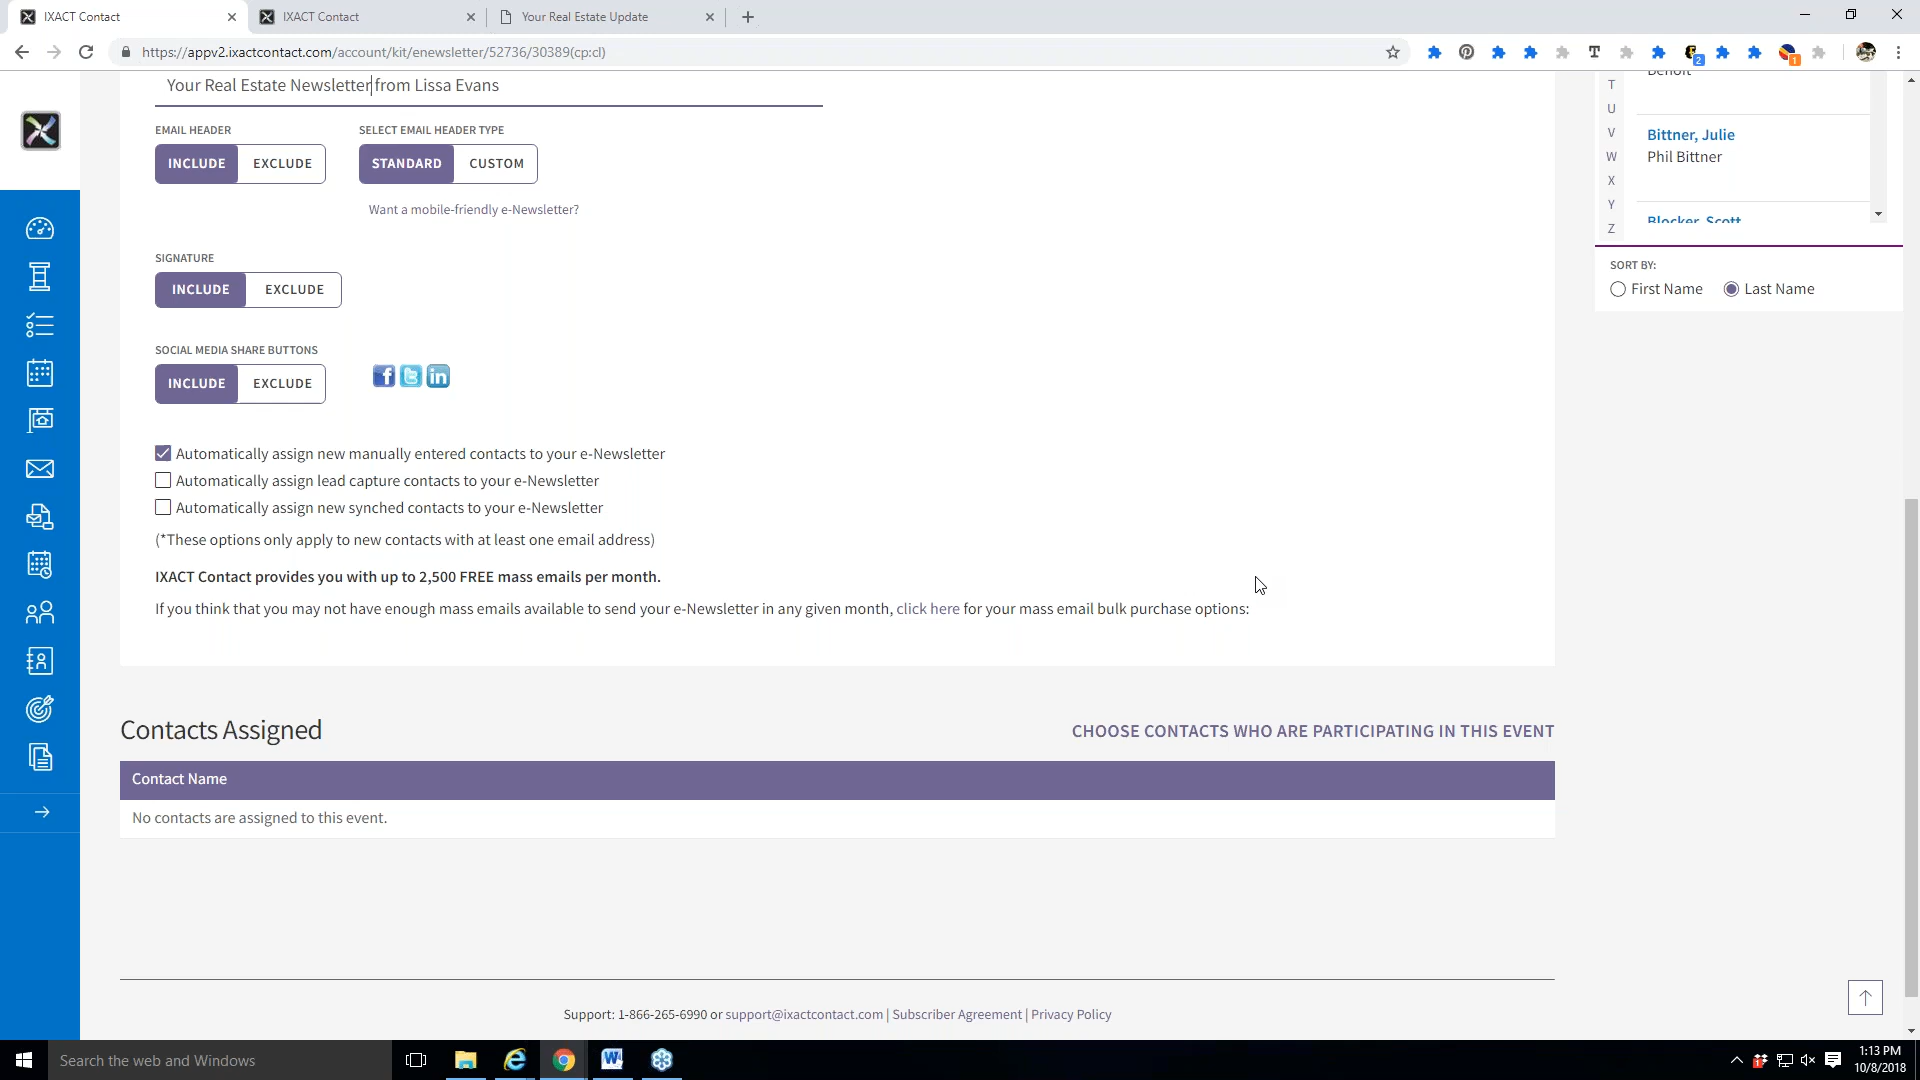 IXACT Contact
IXACT Contact
Your Real Estate Update
https://appv2.ixactcontact.com/account/kit/enewsletter/52736/30389(cp:cl)
2
1
Your Real Estate Newsletter from Lissa Evans
EMAIL HEADER
SELECT EMAIL HEADER TYPE
INCLUDE EXCLUDE
STANDARD CUSTOM
Want a mobile-friendly e-Newsletter?
SIGNATURE
INCLUDE EXCLUDE
SOCIAL MEDIA SHARE BUTTONS
INCLUDE EXCLUDE
Automatically assign new manually entered contacts to your e-Newsletter
Automatically assign lead capture contacts to your e-Newsletter
Automatically assign new synched contacts to your e-Newsletter
(*These options only apply to new contacts with at least one email address)
IXACT Contact provides you with up to 2,500 FREE mass emails per month.
If you think that you may not have enough mass emails available to send your e-Newsletter in any given month, click here for your mass email bulk purchase options:
Contacts Assigned
CHOOSE CONTACTS WHO ARE PARTICIPATING IN THIS EVENT
Contact Name
No contacts are assigned to this event.
Support: 1-866-265-6990 or support@ixactcontact.com | Subscriber Agreement | Privacy Policy
T
U
V
W
X
Y
Z
Benoit
Bittner, Julie
Phil Bittner
Blocker, Scott
SORT BY:
First Name
Last Name
Search the web and Windows
1:13 PM
10/8/2018